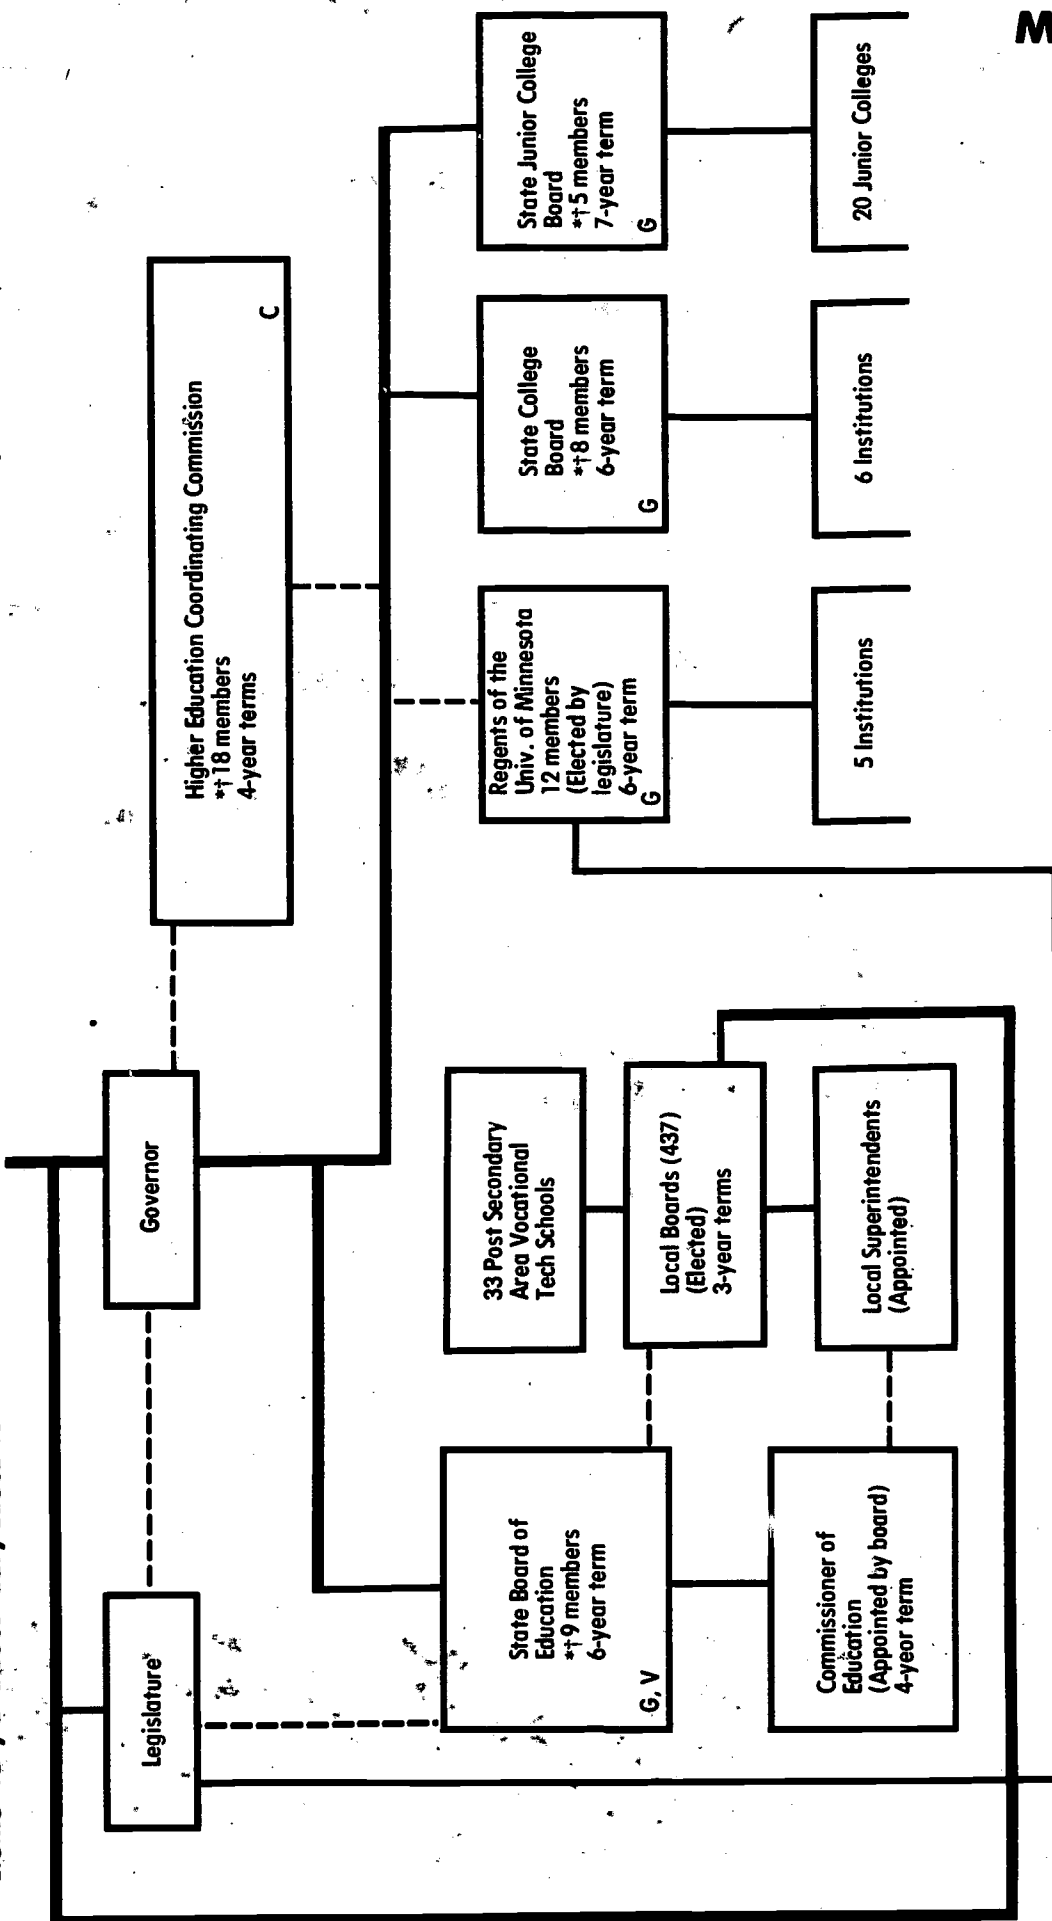 M
Legislature*
Governor
Higher Education Coordinating Commission
*†18 members
4-year terms
C
State Board of
Education
*†9 members
6-year term
G, V
33 Post Secondary
Area Vocational
Tech Schools
Regents of the
Univ. of Minnesota
12 members
(Elected by
legislature)
6-year term
G
State College
Board
*†8 members
6-year term
G
State Junior College
Board
*†5 members
7-year term
G
Local Boards (437)
(Elected)
3-year terms
Commissioner of
Education
(Appointed by board)
4-year term
Local Superintendents
(Appointed)
5 Institutions
6 Institutions
20 Junior Colleges